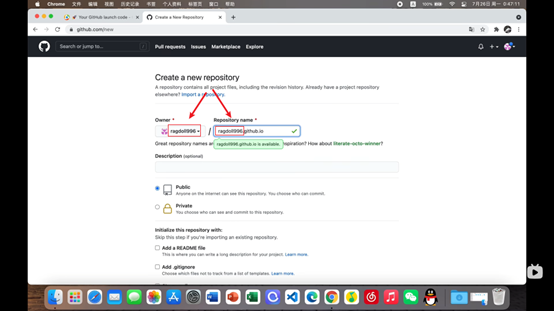 Chrome 文件 编辑 视图 历史记录 书签 个人资料 标签页 窗口 帮助
100% 7月26日 周一 0:47:11
Your GitHub launch code
Create a New Repository
github.com/new
Search or jump to...
Pull requests Issues Marketplace Explore
Create a new repository
A repository contains all project files, including the revision history. Already have a project repository
elsewhere? Import a repository.
Owner * Repository name *
ragdoll996 / ragdoll996.github.io
ragdoll996.github.io is available.
Great repository names are inspiration? How about literate-octo-winner?
Description (optional)
Public
Anyone on the internet can see this repository. You choose who can commit.
Private
You choose who can see and commit to this repository.
Initialize this repository with:
Skip this step if you're importing an existing repository.
Add a README file
This is where you can write a long description for your project. Learn more.
Add .gitignore
Choose which files not to track from a list of templates. Learn more.